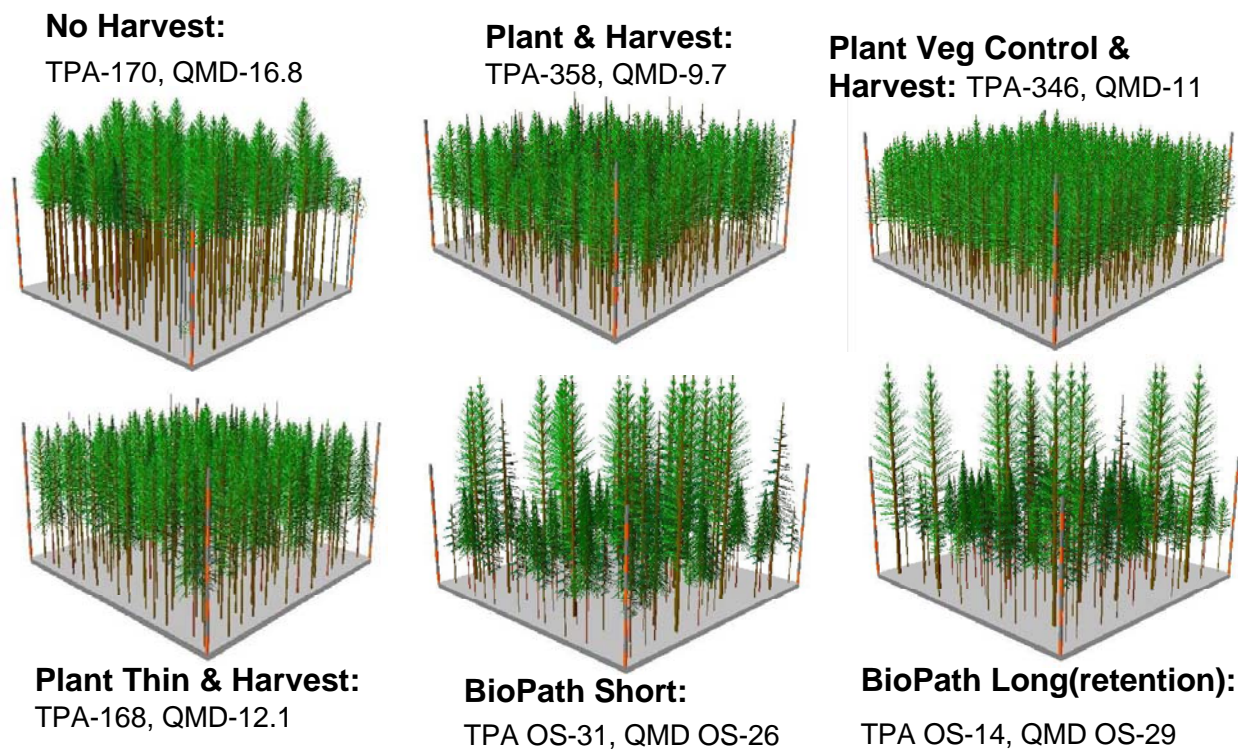 No Harvest:
TPA-170, QMD-16.8
Plant & Harvest:
TPA-358, QMD-9.7
Plant Veg Control &
Harvest: TPA-346, QMD-11
Plant Thin & Harvest:
TPA-168, QMD-12.1
BioPath Short:
TPA OS-31, QMD OS-26
BioPath Long(retention):
TPA OS-14, QMD OS-29